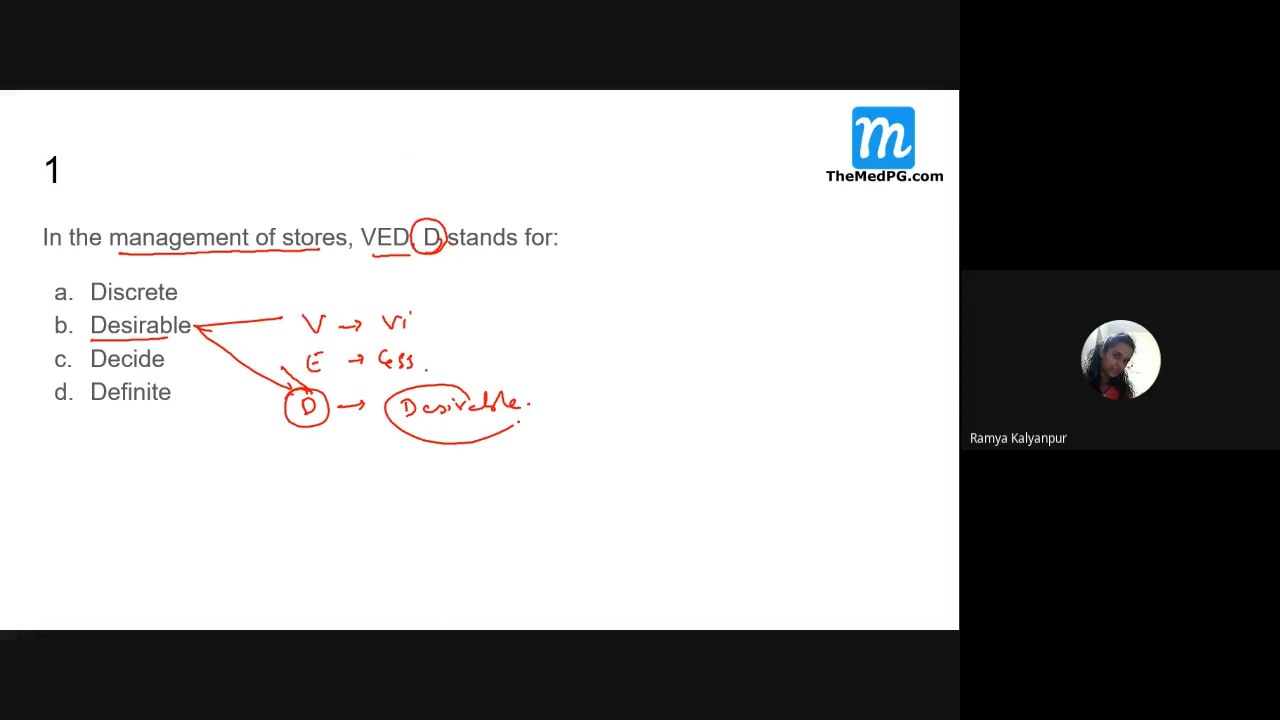 m
TheMedPG.com
1
In the management of stores, VED, D stands for:
a. Discrete
b. Desirable
c. Decide
d. Definite
V → Vi
E → Ess.
D → Desirable.
Ramya Kalyanpur